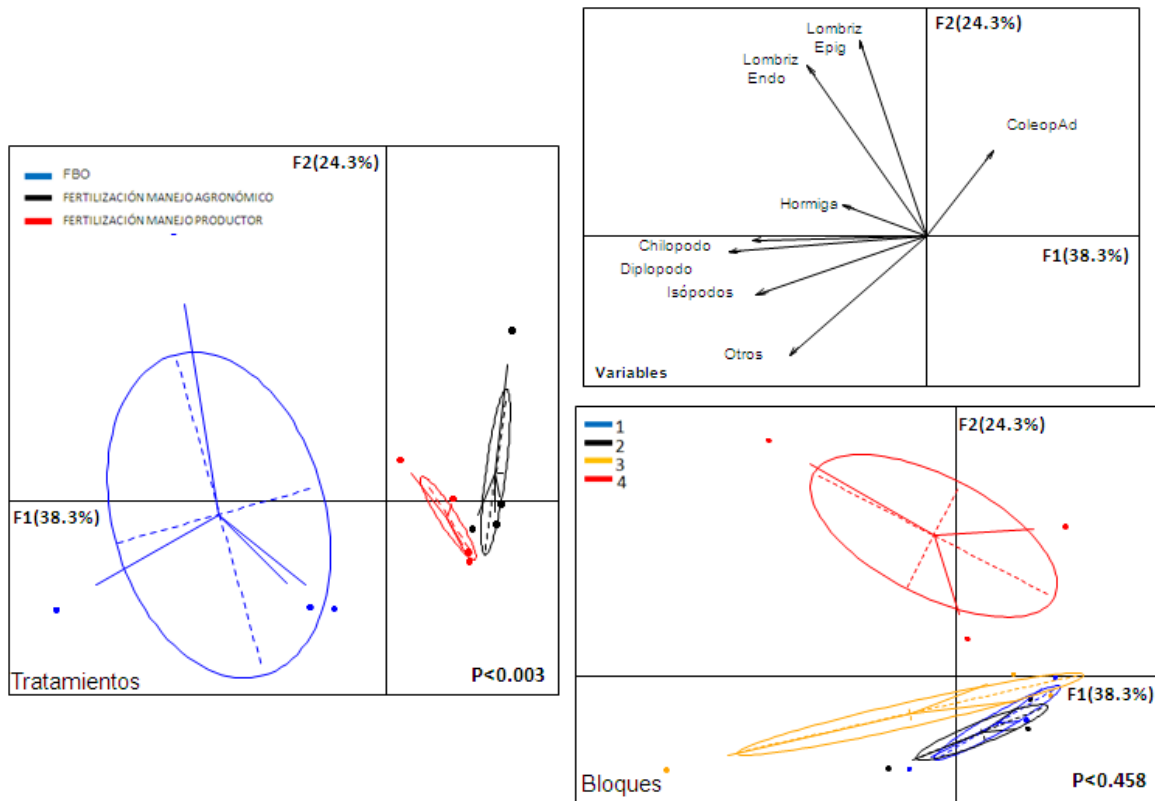 F2(24.3%)
FBO
FERTILIZACIÓN MANEJO AGRONÓMICO
FERTILIZACIÓN MANEJO PRODUCTOR
F1(38.3%)
Tratamientos
P<0.003
F2(24.3%)
Lombriz
Epig
Lombriz
Endo
ColeopAd
Hormiga
Chilopodo
F1(38.3%)
Diplopodo
Isópodos
Otros
Variables
1
2
3
4
F2(24.3%)
F1(38.3%)
Bloques
P<0.458